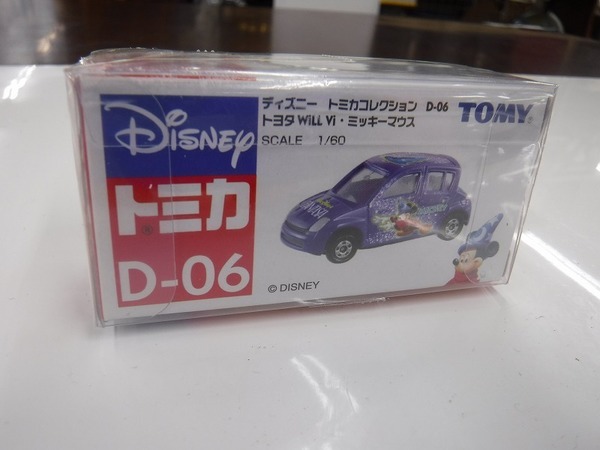 DISNEY
トミカ
®
D-06
ディズニー トミカコレクション D-06
トヨタ WiLL Vi・ミッキーマウス
SCALE 1/60
TOMY
© DISNEY